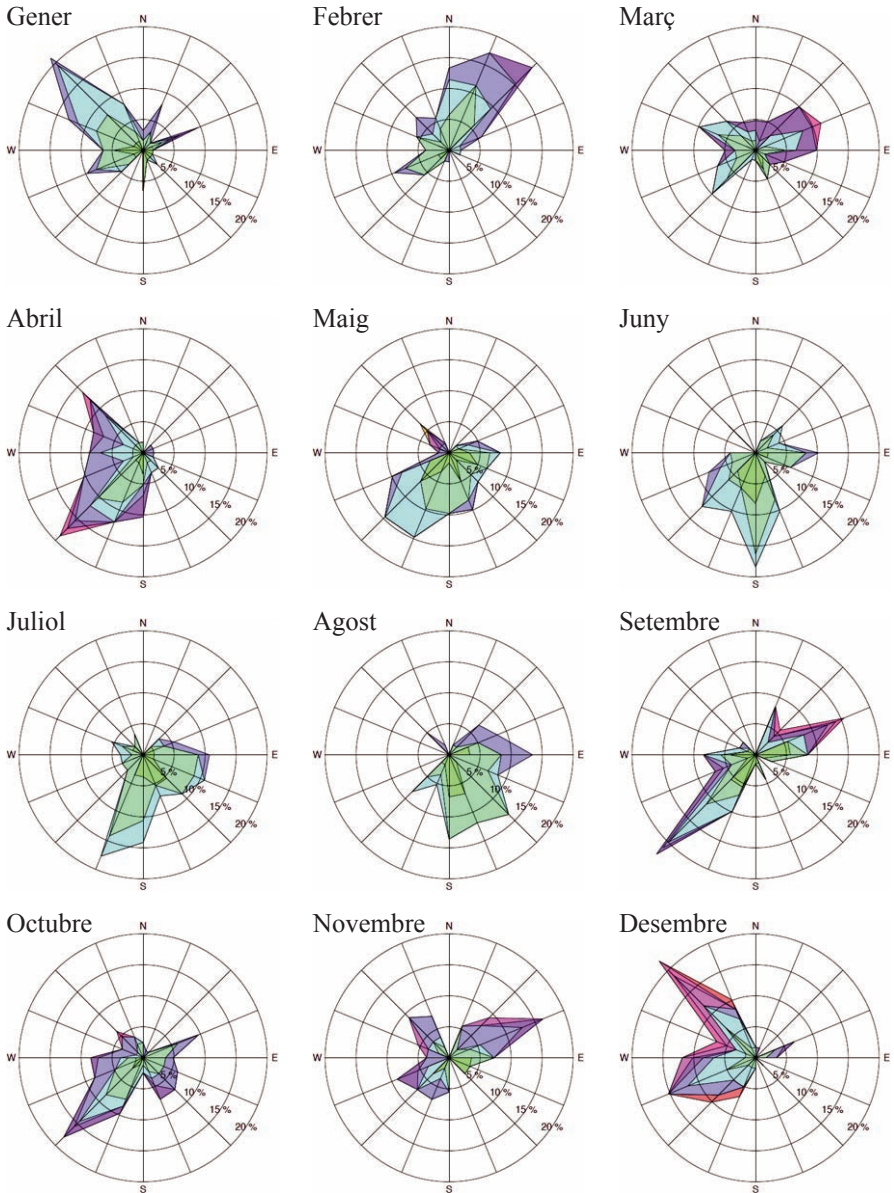 Gener
N
W
E
S
5 %
10 %
15 %
20 %
Febrer
N
W
E
S
5 %
10 %
15 %
20 %
Març
N
W
E
S
5 %
10 %
15 %
20 %
Abril
N
W
E
S
5 %
10 %
15 %
20 %
Maig
N
W
E
S
5 %
10 %
15 %
20 %
Juny
N
W
E
S
5 %
10 %
15 %
20 %
Juliol
N
W
E
S
5 %
10 %
15 %
20 %
Agost
N
W
E
S
5 %
10 %
15 %
20 %
Setembre
N
W
E
S
5 %
10 %
15 %
20 %
Octubre
N
W
E
S
5 %
10 %
15 %
20 %
Novembre
N
W
E
S
5 %
10 %
15 %
20 %
Desembre
N
W
E
S
5 %
10 %
15 %
20 %